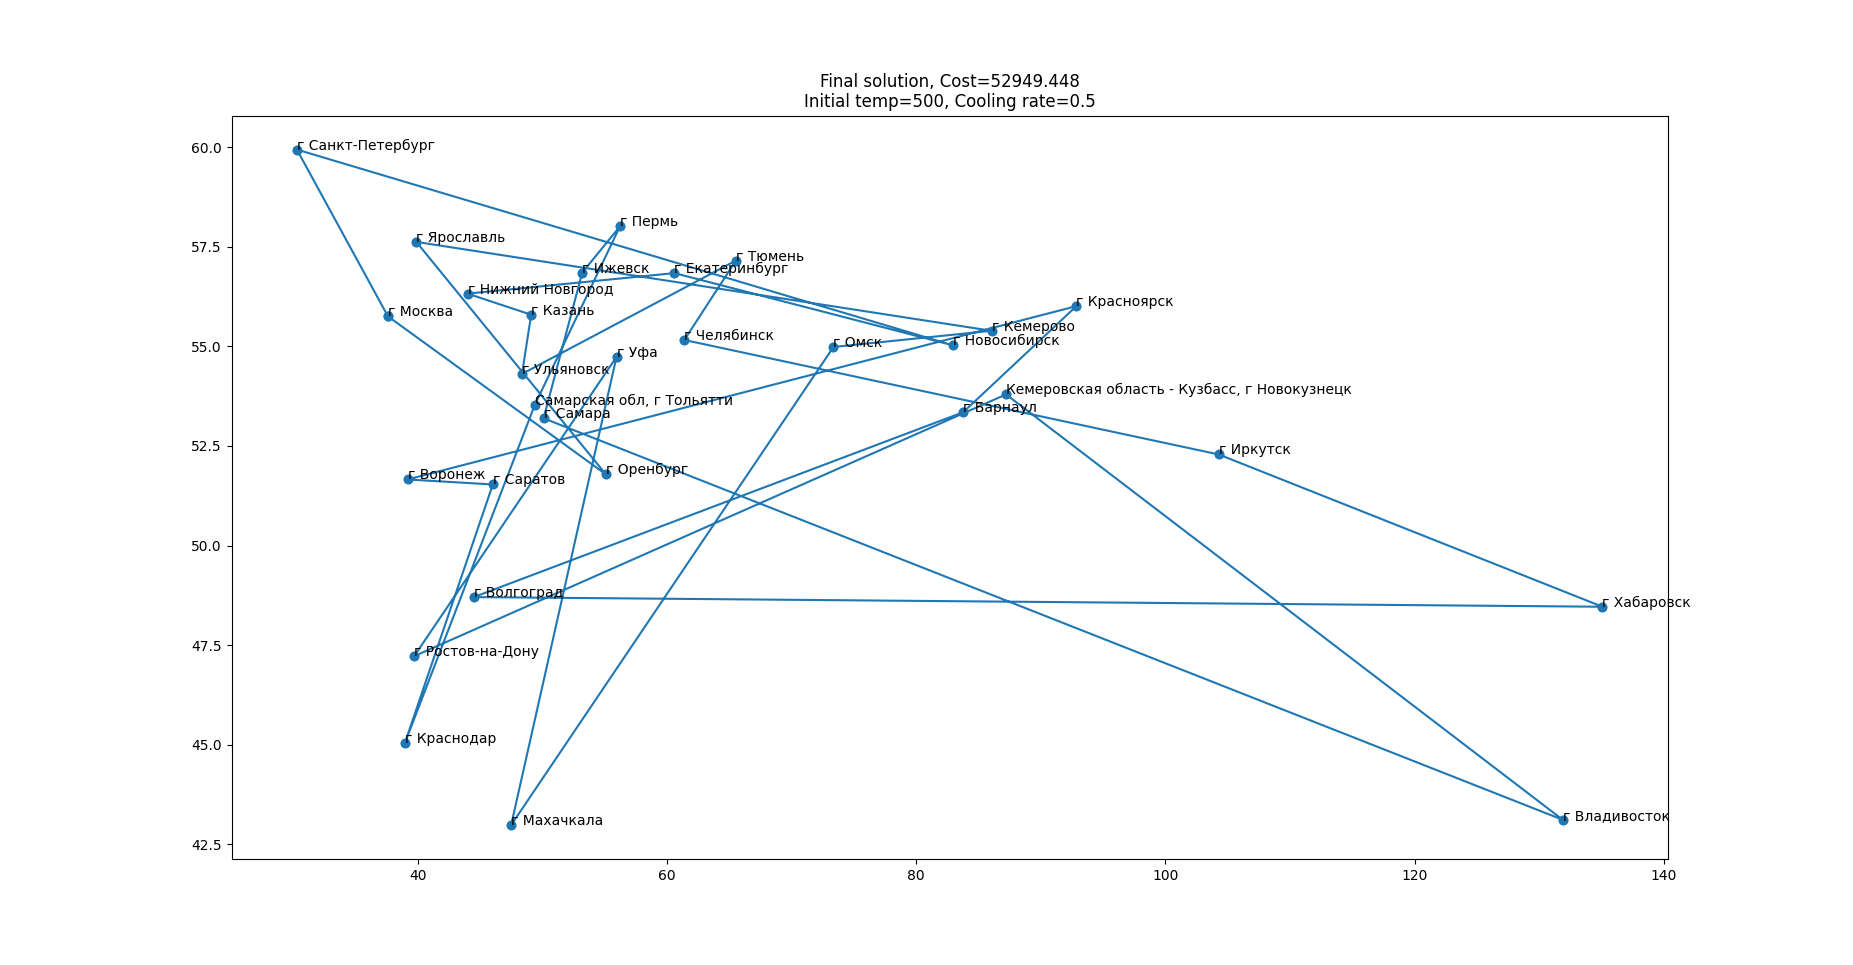 Final solution, Cost=52949.448
Initial temp=500, Cooling rate=0.5
60.0
г Санкт-Петербург
г Пермь
г Ярославль
57.5
г Тюмень
г Ижевск
г Екатеринбург
г Нижний Новгород
г Красноярск
г Москва
г Казань
г Кемерово
г Челябинск
г Омск
г Новосибирск
55.0
г Уфа
г Ульяновск
Кемеровская область - Кузбасс, г Новокузнецк
Самарская обл, г Тольятти
г Барнаул
г Самара
52.5
г Иркутск
г Оренбург
г Воронеж
г Саратов
50.0
г Волгоград
г Хабаровск
47.5
г Ростов-на-Дону
45.0
г Краснодар
г Махачкала
г Владивосток
42.5
40
60
80
100
120
140